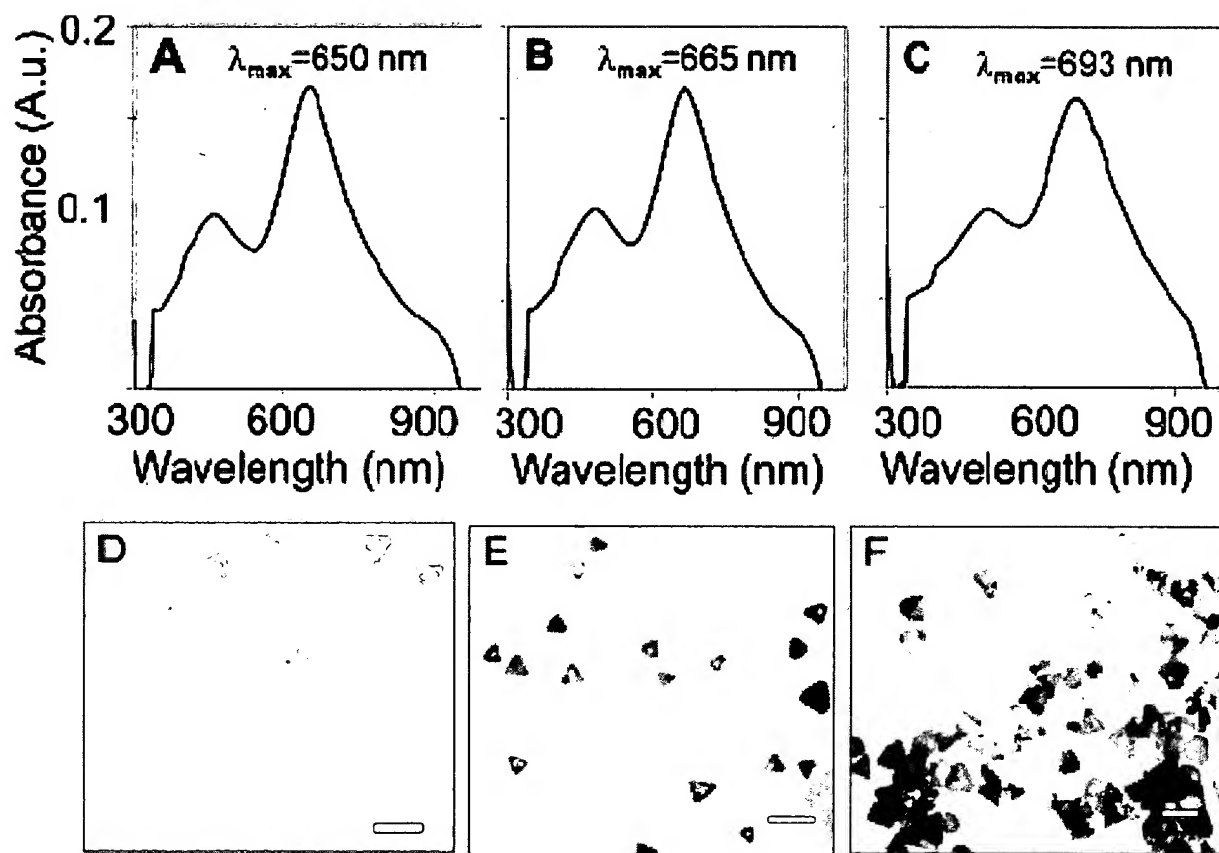 A λmax=650 nm
B λmax=665 nm
C λmax=693 nm
0.2
0.1
Absorbance (A.u.)
300 600 900
300 600 900
300 600 900
Wavelength (nm)
Wavelength (nm)
Wavelength (nm)
D
E
F